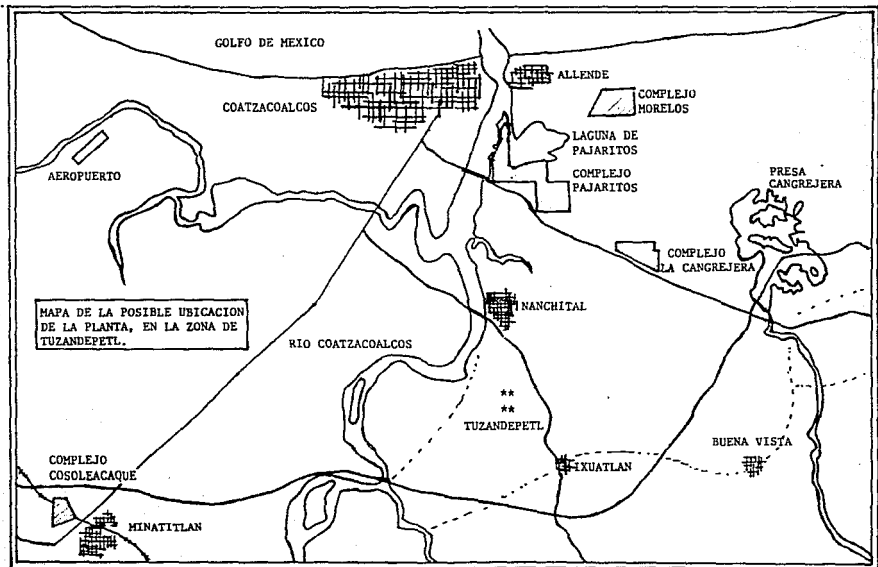 GOLFO DE MEXICO
ALLENDE
COATZACOALCOS
COMPLEJO
MORELOS
LAGUNA DE
PAJARITOS
AEROPUERTO
COMPLEJO
PAJARITOS
PRESA
CANGREJERA
COMPLEJO
LA CANGREJERA
MAPA DE LA POSIBLE UBICACION
DE LA PLANTA, EN LA ZONA DE
TUZANDEPETL.
NANCHITAL
RIO COATZACOALCOS
**
**
TUZANDEPETL
BUENA VISTA
IXUATLAN
COMPLEJO
COSOLEACAQUE
MINATITLAN